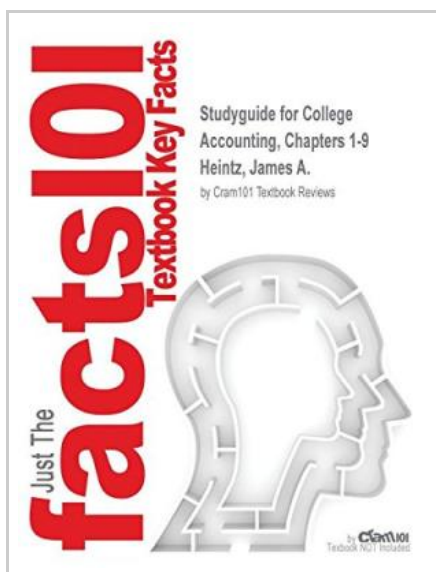 Just The
facts101
Textbook Key Facts
Studyguide for College
Accounting, Chapters 1-9
Heintz, James A.
by Cram101 Textbook Reviews
by Cram101
Textbook NOT Included